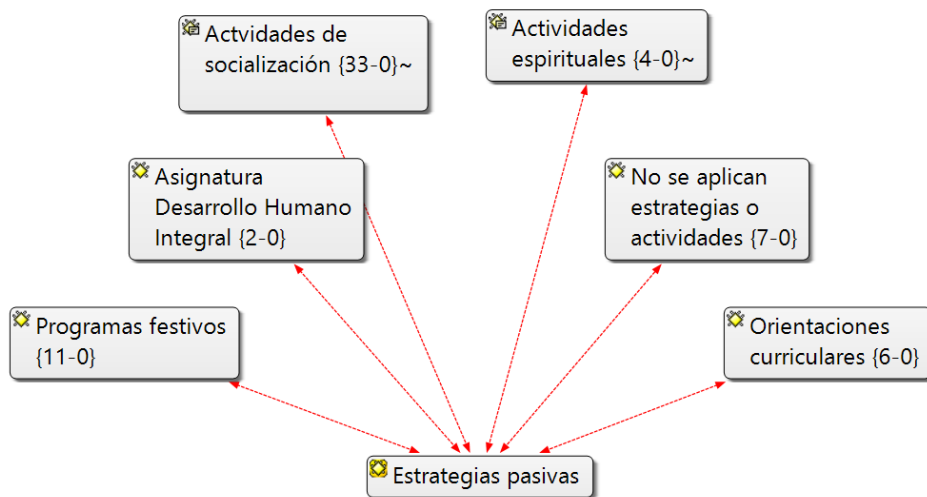 Actvidades de
socialización {33-0}~
Actividades
espirituales {4-0}~
Asignatura
Desarrollo Humano
Integral {2-0}
No se aplican
estrategias o
actividades {7-0}
Programas festivos
{11-0}
Orientaciones
curriculares {6-0}
Estrategias pasivas